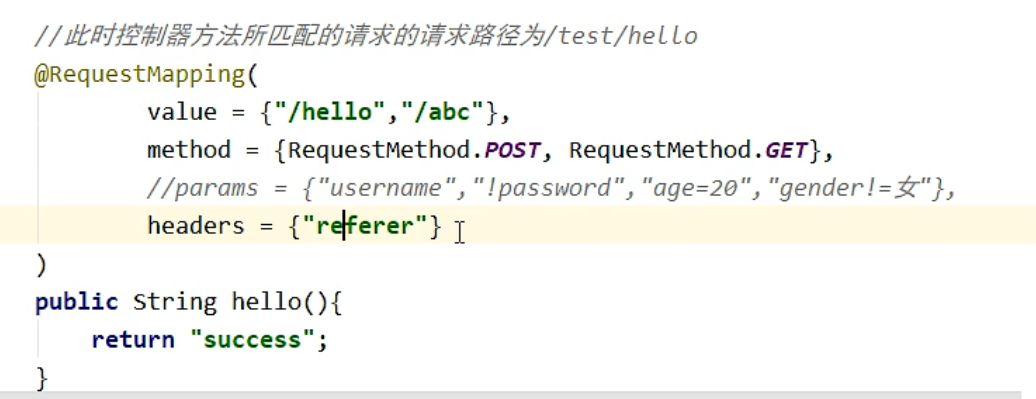 //此时控制器方法所匹配的请求的请求路径为/test/hello
@RequestMapping(
        value = {"/hello","/abc"},
        method = {RequestMethod.POST, RequestMethod.GET},
        //params = {"username","!password","age=20","gender!=女"},
        headers = {"referer"}
)
public String hello(){
    return "success";
}